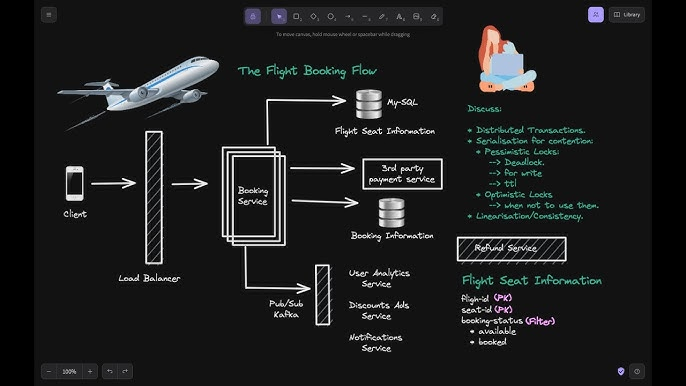 Library
To move canvas, hold mouse wheel or spacebar while dragging
The Flight Booking Flow
My-SQL
Flight Seat Information
Discuss:
* Distributed Transactions.
* Serialisation for contention:
* Pessimistic Locks:
--> Deadlock.
--> for write
--> ttl
* Optimistic Locks
--> when not to use them.
* Linearisation/Consistency.
Client
Load Balancer
Booking
Service
3rd party
payment service
Booking Information
Refund Service
Pub/Sub
Kafka
User Analytics
Service
Discounts Ads
Service
Notifications
Service
Flight Seat Information
fligh-id (PK)
seat-id (PK)
booking-status (Filter)
* available
* booked
100%